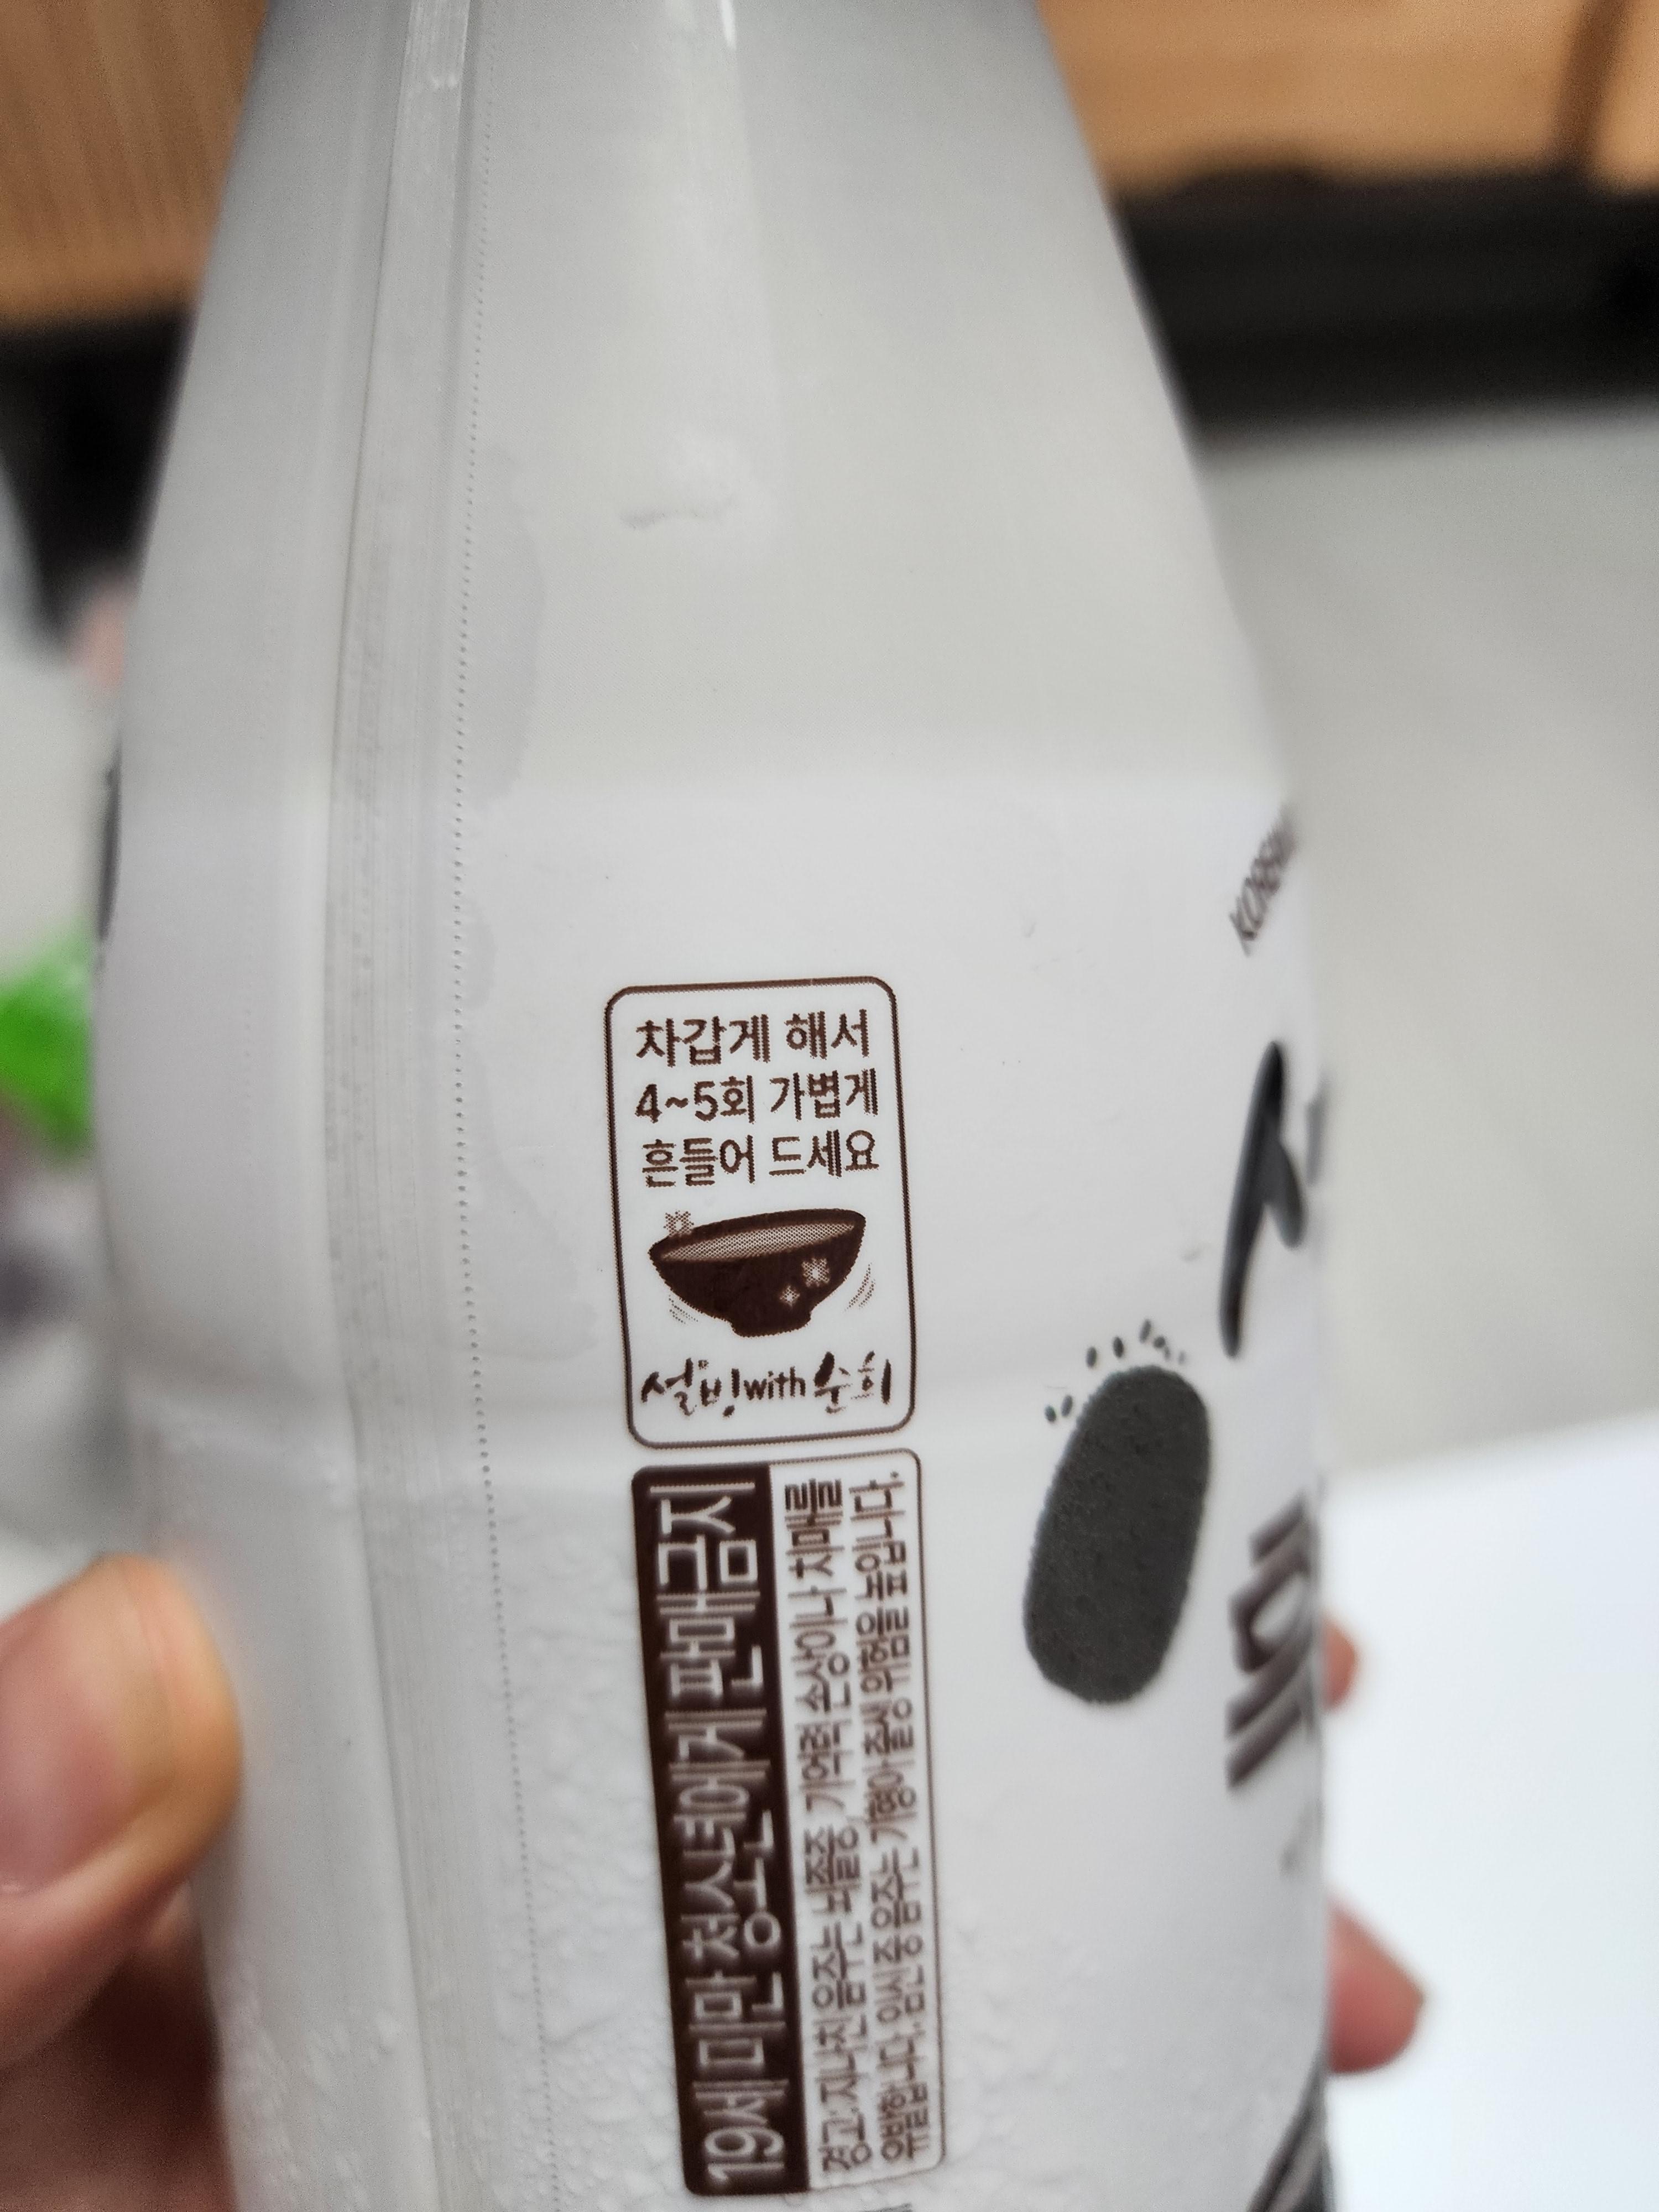 차갑게 해서
4~5회 가볍게
흔들어 드세요
설빙with순희
19세 미만 청소년에게 판매금지
경고: 지나친 음주는 뇌졸중, 기억력 손상이나 치매를
유발합니다. 임신 중 음주는 기형아 출생 위험을 높입니다.